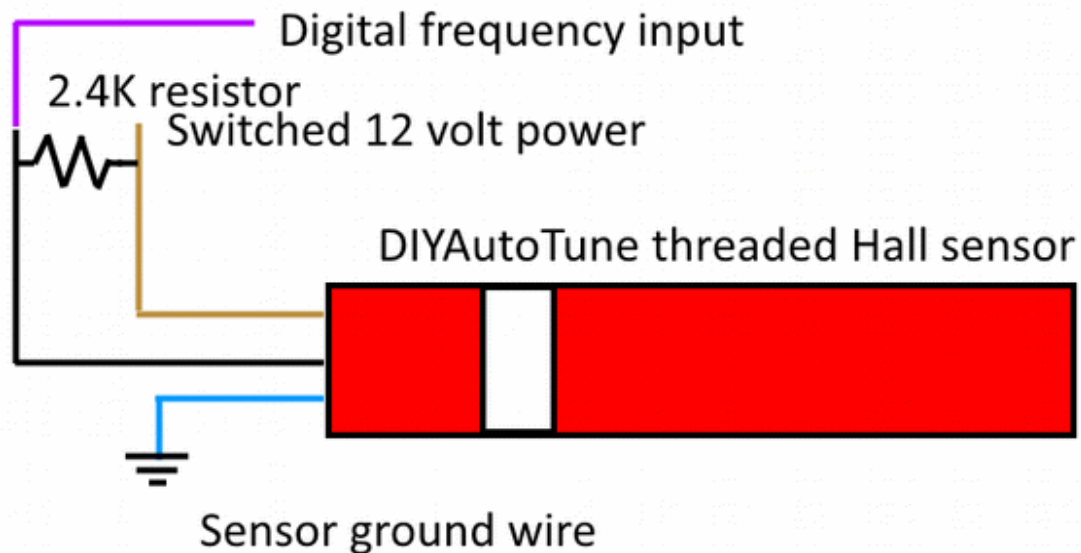 Digital frequency input
2.4K resistor
Switched 12 volt power
DIYAutoTune threaded Hall sensor
Sensor ground wire